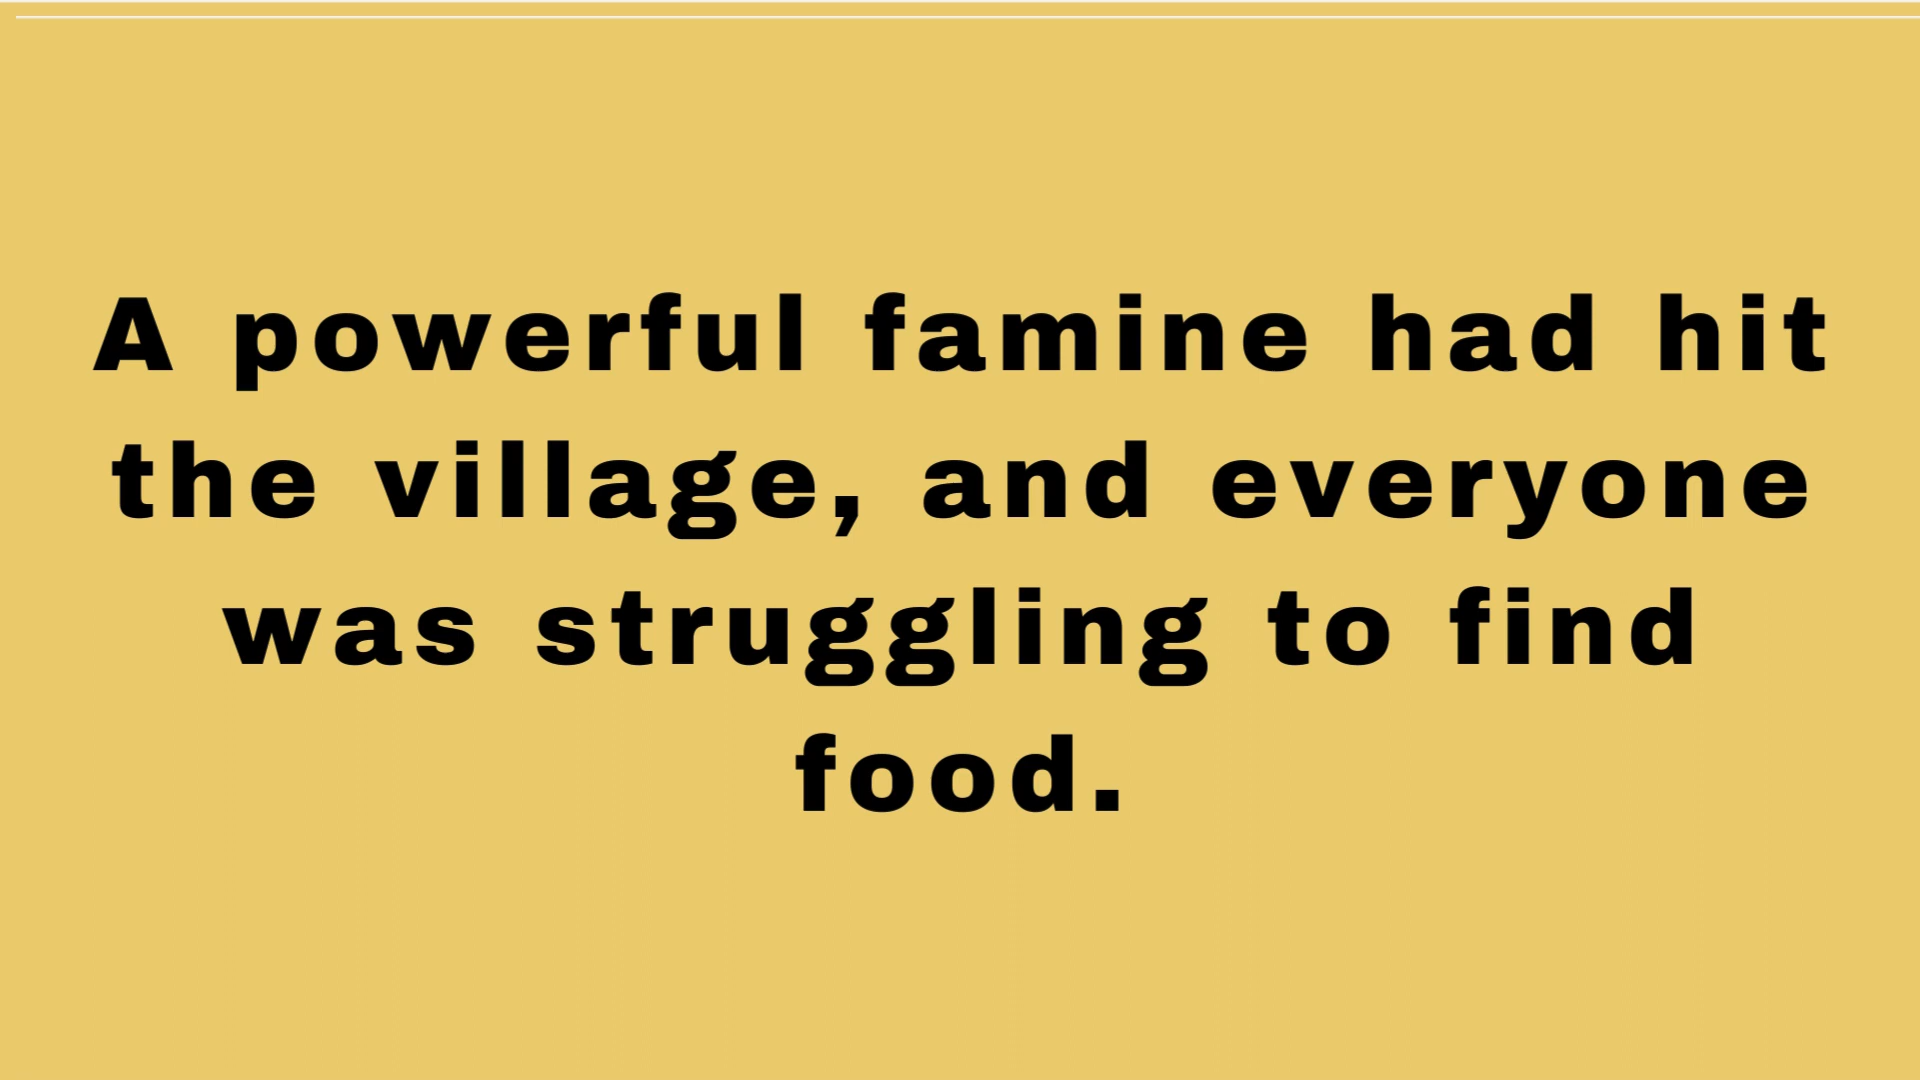 A powerful famine had hit
the village, and everyone
was struggling to find
food.